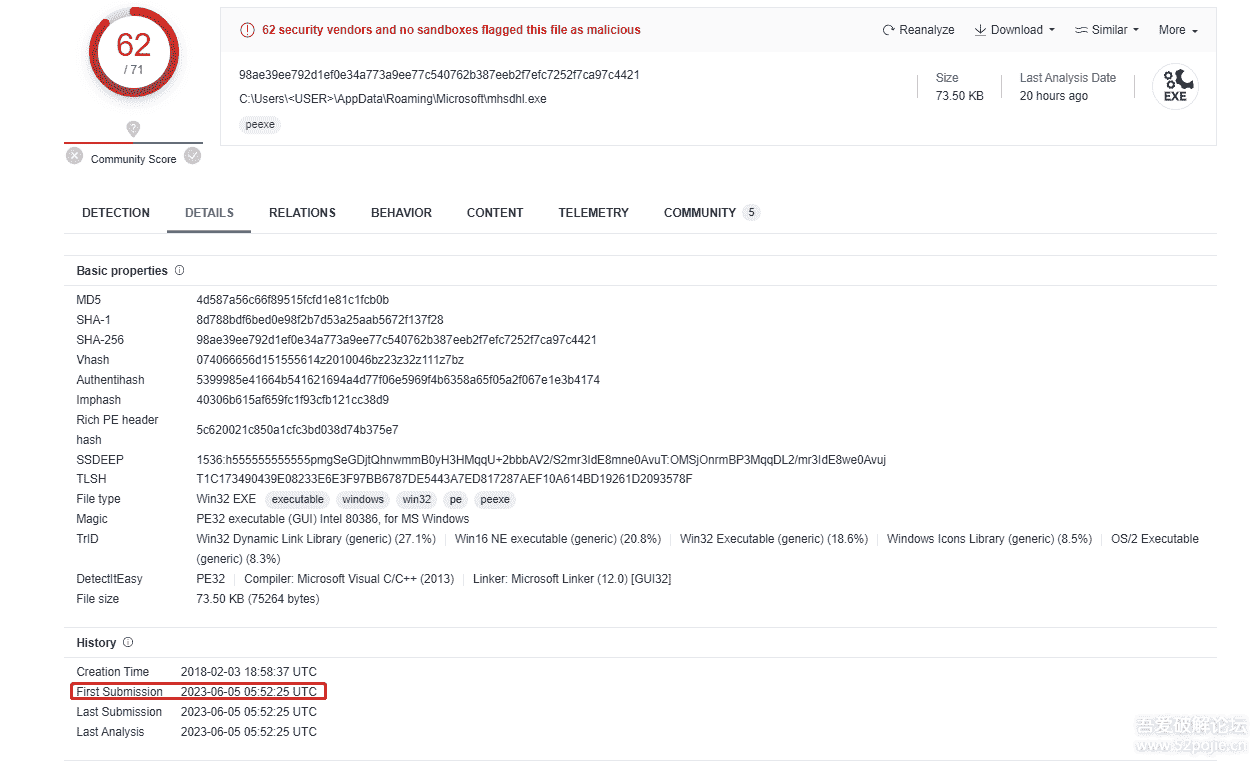 62
/ 71
Community Score
62 security vendors and no sandboxes flagged this file as malicious
Reanalyze
Download
Similar
More
98ae39ee792d1ef0e34a773a9ee77c540762b387eeb2f7efc7252f7ca97c4421
C:\Users\<USER>\AppData\Roaming\Microsoft\mhsdhl.exe
peexe
Size
73.50 KB
Last Analysis Date
20 hours ago
EXE
DETECTION DETAILS RELATIONS BEHAVIOR CONTENT TELEMETRY COMMUNITY 5
Basic properties
MD5 4d587a56c66f89515fcfd1e81c1fcb0b
SHA-1 8d788bdf6bed0e98f2b7d53a25aab5672f137f28
SHA-256 98ae39ee792d1ef0e34a773a9ee77c540762b387eeb2f7efc7252f7ca97c4421
Vhash 074066656d151555614z2010046bz23z32z111z7bz
Authentihash 5399985e41664b541621694a4d77f06e5969f4b6358a65f05a2f067e1e3b4174
Imphash 40306b615af659fc1f93cfb121cc38d9
Rich PE header hash 5c620021c850a1cfc3bd038d74b375e7
SSDEEP 1536:h555555555555pmgSeGDjtQhnwmmB0yH3HMqqU+2bbbAV2/S2mr3IdE8mne0AvuT:OMSjOnrmBP3MqqDL2/mr3IdE8we0Avuj
TLSH T1C173490439E08233E6E3F97BB6787DE5443A7ED817287AEF10A614BD19261D2093578F
File type Win32 EXE executable windows win32 pe peexe
Magic PE32 executable (GUI) Intel 80386, for MS Windows
TrID Win32 Dynamic Link Library (generic) (27.1%) Win16 NE executable (generic) (20.8%) Win32 Executable (generic) (18.6%) Windows Icons Library (generic) (8.5%) OS/2 Executable
(generic) (8.3%)
DetectItEasy PE32 Compiler: Microsoft Visual C/C++ (2013) Linker: Microsoft Linker (12.0) [GUI32]
File size 73.50 KB (75264 bytes)
History
Creation Time 2018-02-03 18:58:37 UTC
First Submission 2023-06-05 05:52:25 UTC
Last Submission 2023-06-05 05:52:25 UTC
Last Analysis 2023-06-05 05:52:25 UTC
吾爱破解论坛
www.52pojie.cn